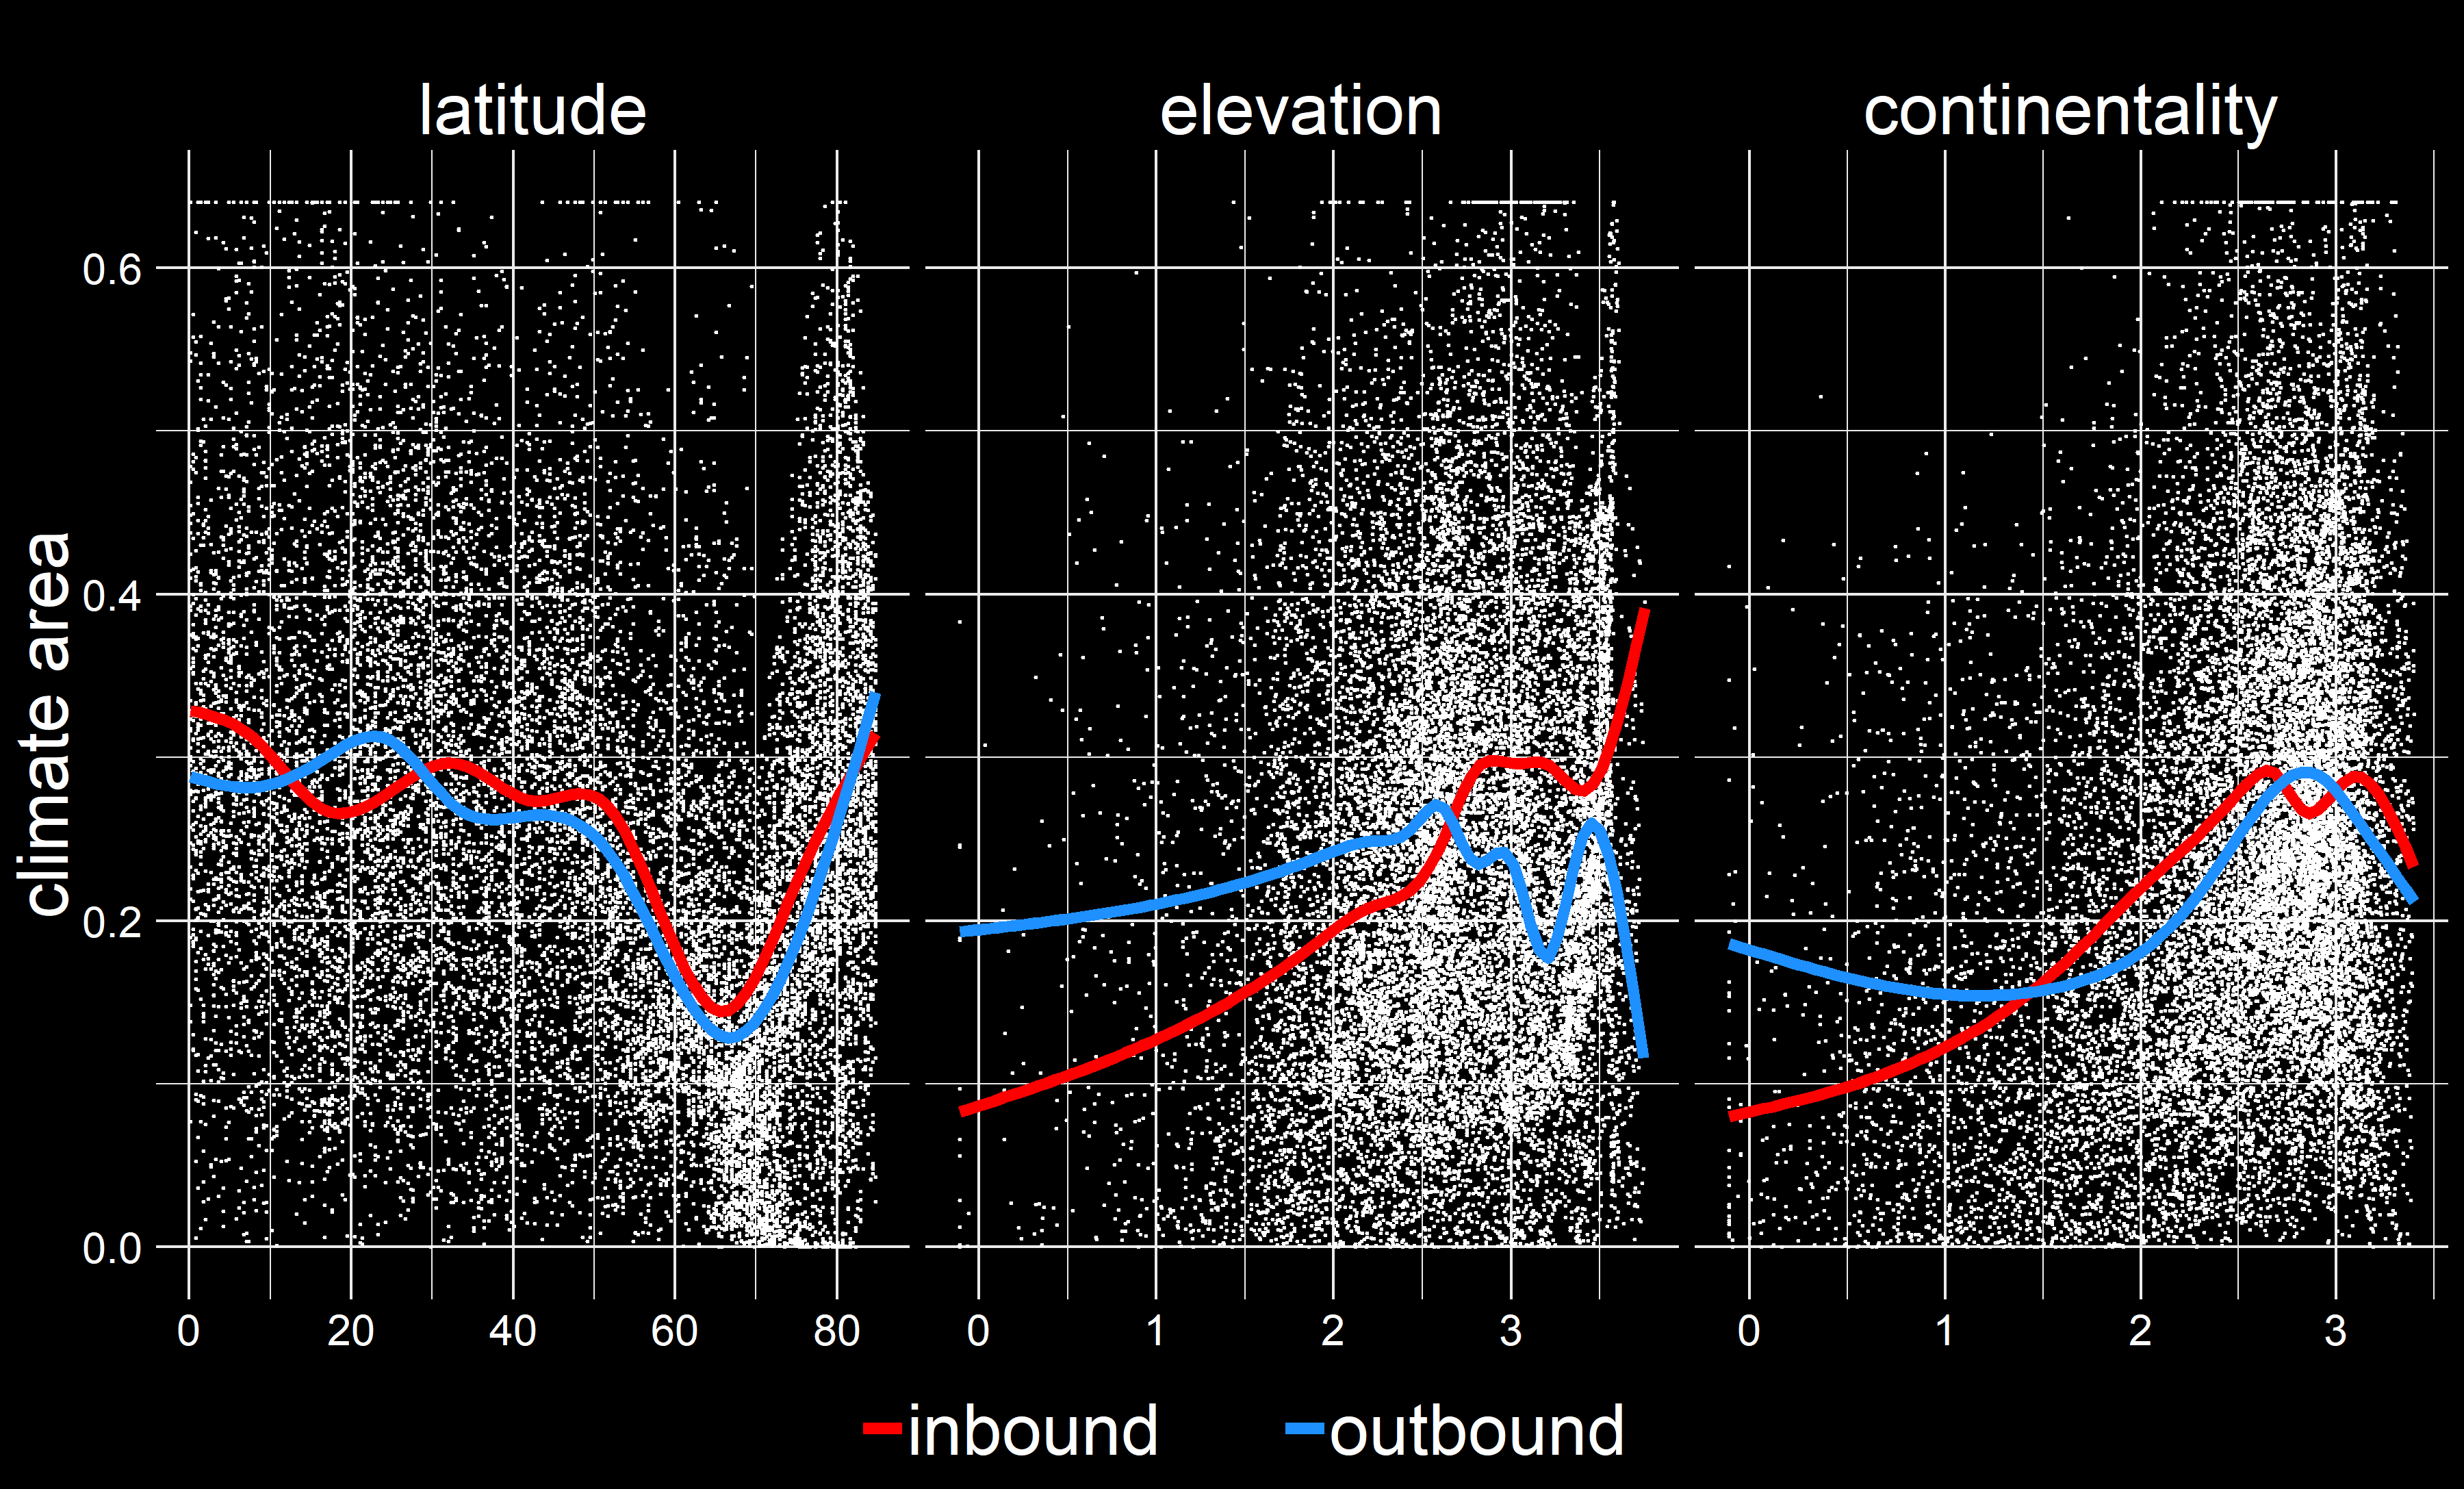 latitude elevation continentality
climate area
0.6
0.4
0.2
0.0
0 20 40 60 80 0 1 2 3 0 1 2 3
inbound outbound